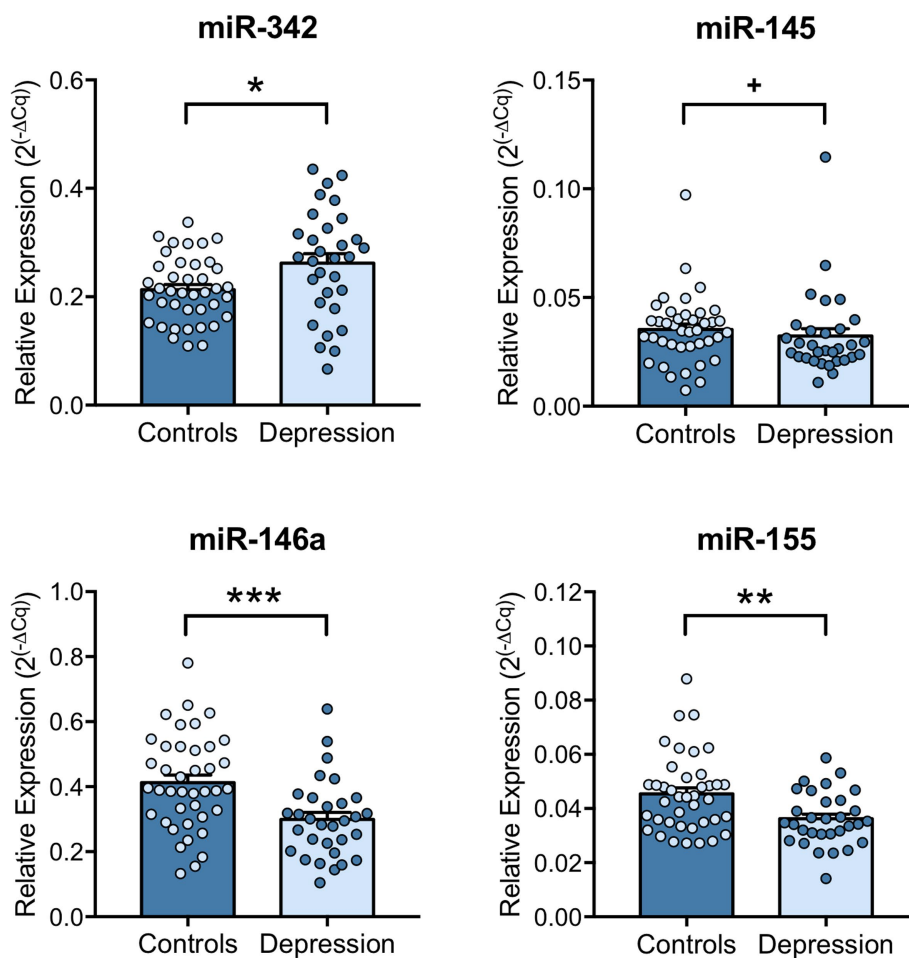 miR-342
Relative Expression (2(-ΔCq))
0.6
0.4
0.2
0.0
*
Controls
Depression
miR-145
Relative Expression (2(-ΔCq))
0.15
0.10
0.05
0.00
+
Controls
Depression
miR-146a
Relative Expression (2(-ΔCq))
1.0
0.8
0.6
0.4
0.2
0.0
***
Controls
Depression
miR-155
Relative Expression (2(-ΔCq))
0.12
0.10
0.08
0.06
0.04
0.02
0.00
**
Controls
Depression